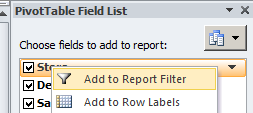 PivotTable Field List
Choose fields to add to report:
Add to Report Filter
Add to Row Labels